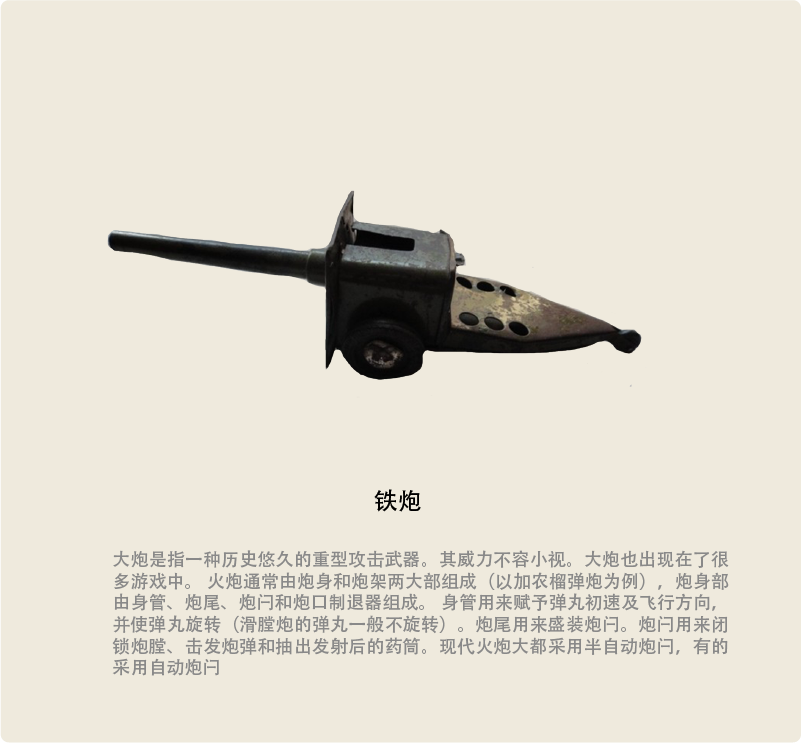 铁炮
大炮是指一种历史悠久的重型攻击武器。其威力不容小视。大炮也出现在了很
多游戏中。 火炮通常由炮身和炮架两大部组成（以加农榴弹炮为例），炮身部
由身管、炮尾、炮闩和炮口制退器组成。 身管用来赋予弹丸初速及飞行方向，
并使弹丸旋转（滑膛炮的弹丸一般不旋转）。炮尾用来盛装炮闩。炮闩用来闭
锁炮膛、击发炮弹和抽出发射后的药筒。现代火炮大都采用半自动炮闩，有的
采用自动炮闩